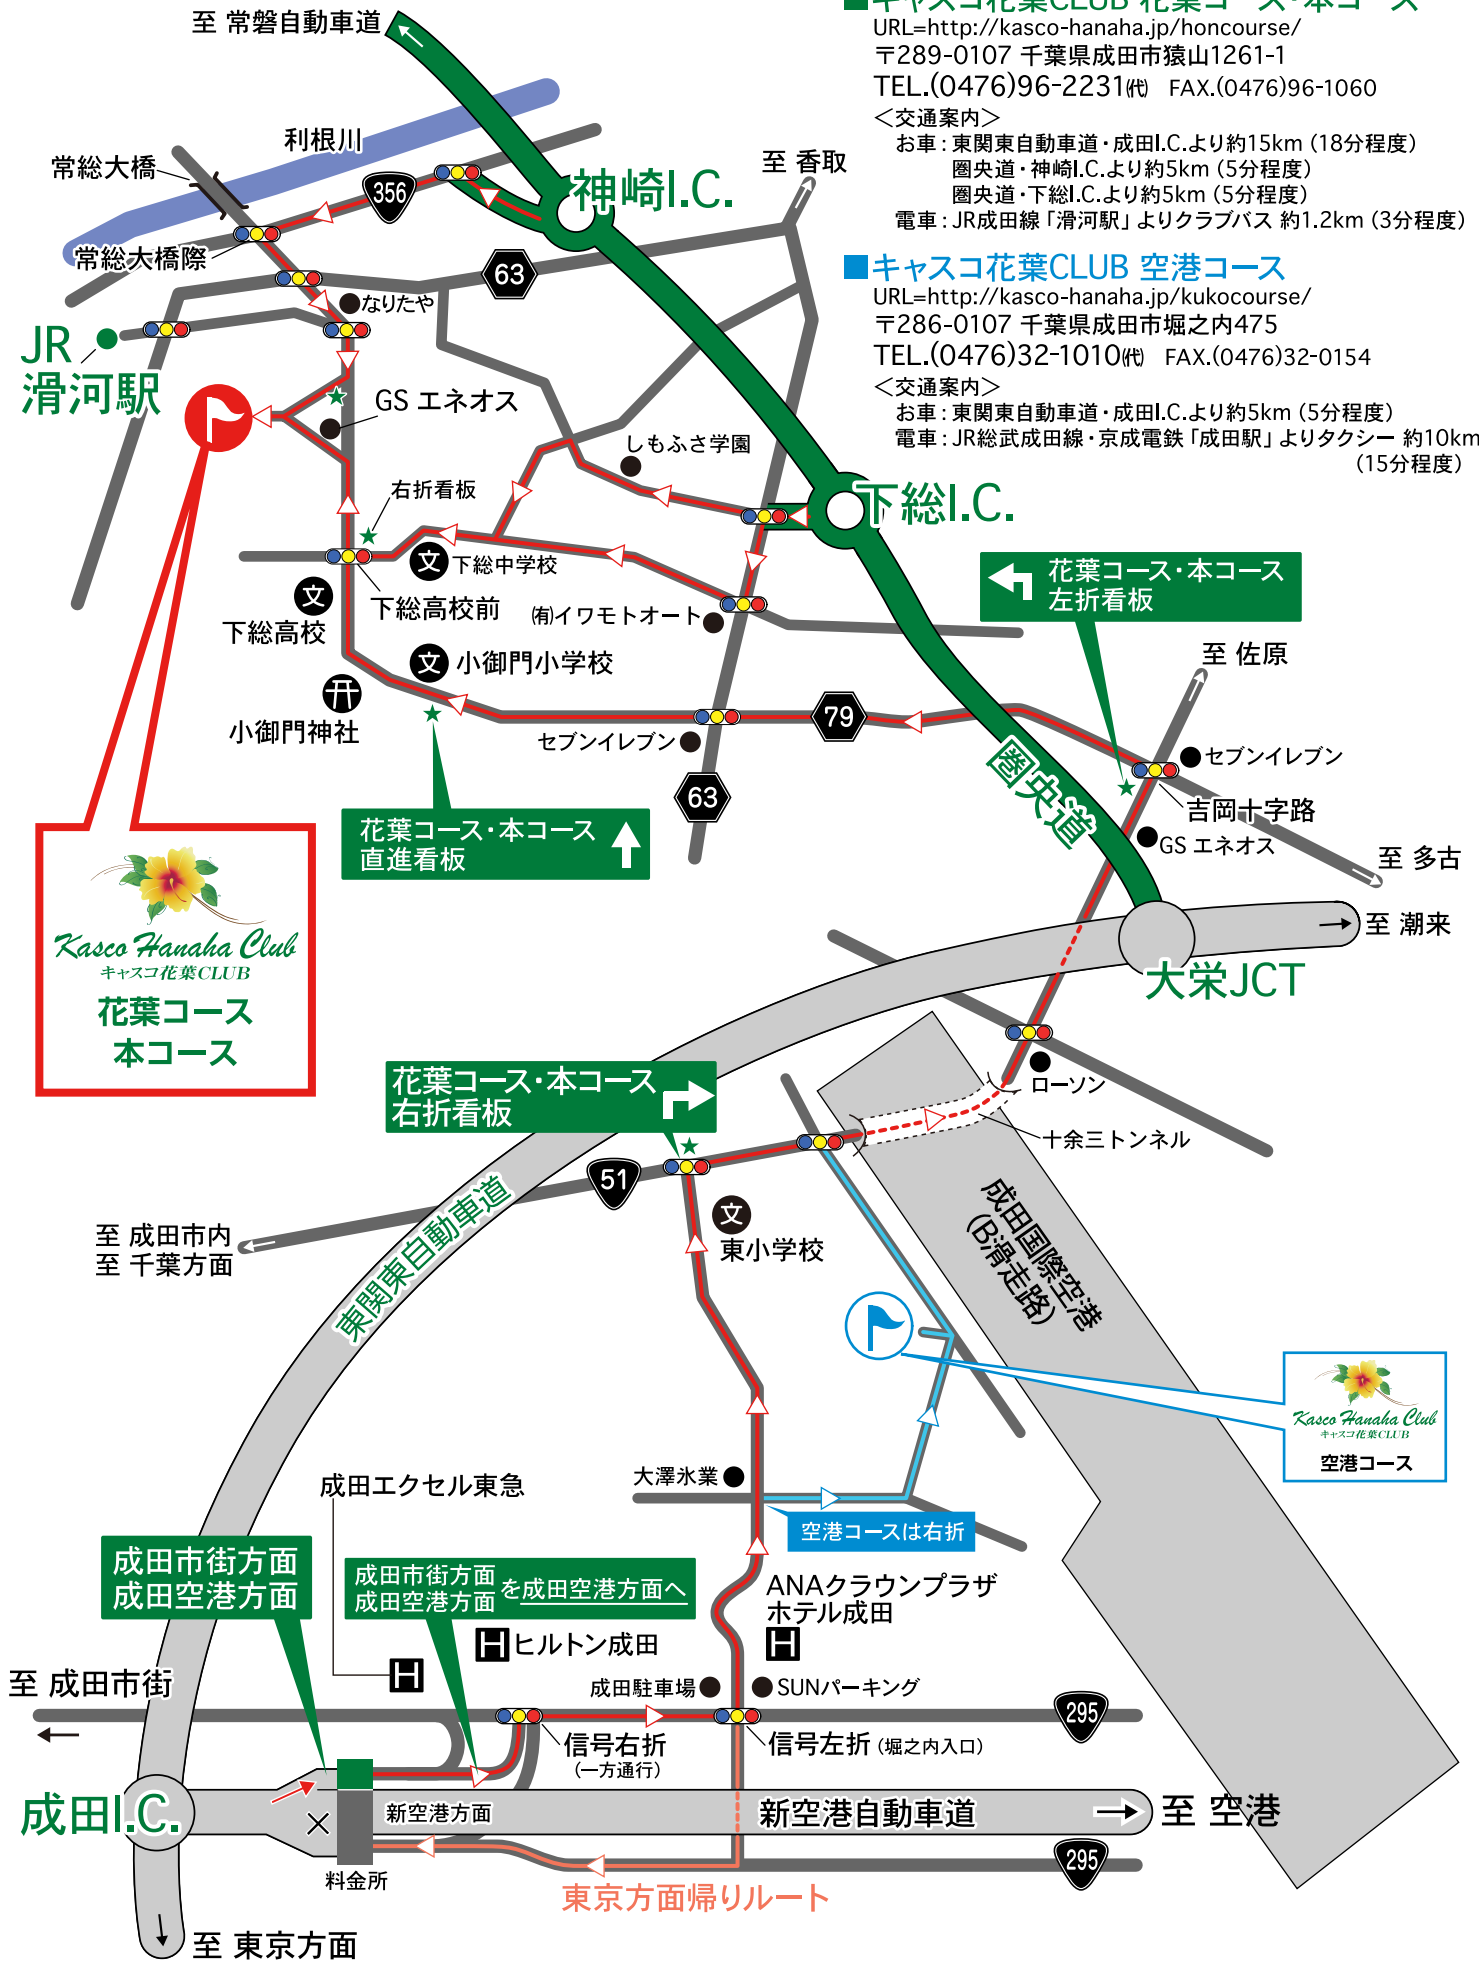 ■キャスコ花葉CLUB 花葉コース・本コース
URL=http://kasco-hanaha.jp/honcourse/
〒289-0107 千葉県成田市猿山1261-1
TEL.(0476)96-2231㈹ FAX.(0476)96-1060
＜交通案内＞
お車：東関東自動車道・成田I.C.より約15km (18分程度)
圏央道・神崎I.C.より約5km (5分程度)
圏央道・下総I.C.より約5km (5分程度)
電車：JR成田線「滑河駅」よりクラブバス 約1.2km (3分程度)
■キャスコ花葉CLUB 空港コース
URL=http://kasco-hanaha.jp/kukocourse/
〒286-0107 千葉県成田市堀之内475
TEL.(0476)32-1010㈹ FAX.(0476)32-0154
＜交通案内＞
お車：東関東自動車道・成田I.C.より約5km (5分程度)
電車：JR総武成田線・京成電鉄「成田駅」よりタクシー 約10km
(15分程度)
至 常磐自動車道
利根川
常総大橋
356
神崎I.C.
至 香取
常総大橋際
63
なりたや
JR
滑河駅
GS エネオス
しもふさ学園
右折看板
下総I.C.
文
下総中学校
文
下総高校前
下総高校
㈲イワモトオート
花葉コース・本コース
左折看板
文
小御門小学校
至 佐原
小御門神社
79
セブンイレブン
セブンイレブン
圏央道
63
吉岡十字路
花葉コース・本コース
直進看板
GS エネオス
至 多古
至 潮来
Kasco Hanaha Club
キャスコ花葉CLUB
花葉コース
本コース
大栄JCT
花葉コース・本コース
右折看板
ローソン
十余三トンネル
51
文
東小学校
成田国際空港
(B滑走路)
至 成田市内
至 千葉方面
東関東自動車道
Kasco Hanaha Club
キャスコ花葉CLUB
空港コース
大澤氷業
成田エクセル東急
空港コースは右折
成田市街方面
成田空港方面
成田市街方面
成田空港方面
を成田空港方面へ
ANAクラウンプラザ
ホテル成田
H
H ヒルトン成田
H
至 成田市街
成田駐車場
SUNパーキング
295
信号右折
(一方通行)
信号左折 (堀之内入口)
成田I.C.
新空港方面
新空港自動車道
至 空港
料金所
295
東京方面帰りルート
至 東京方面